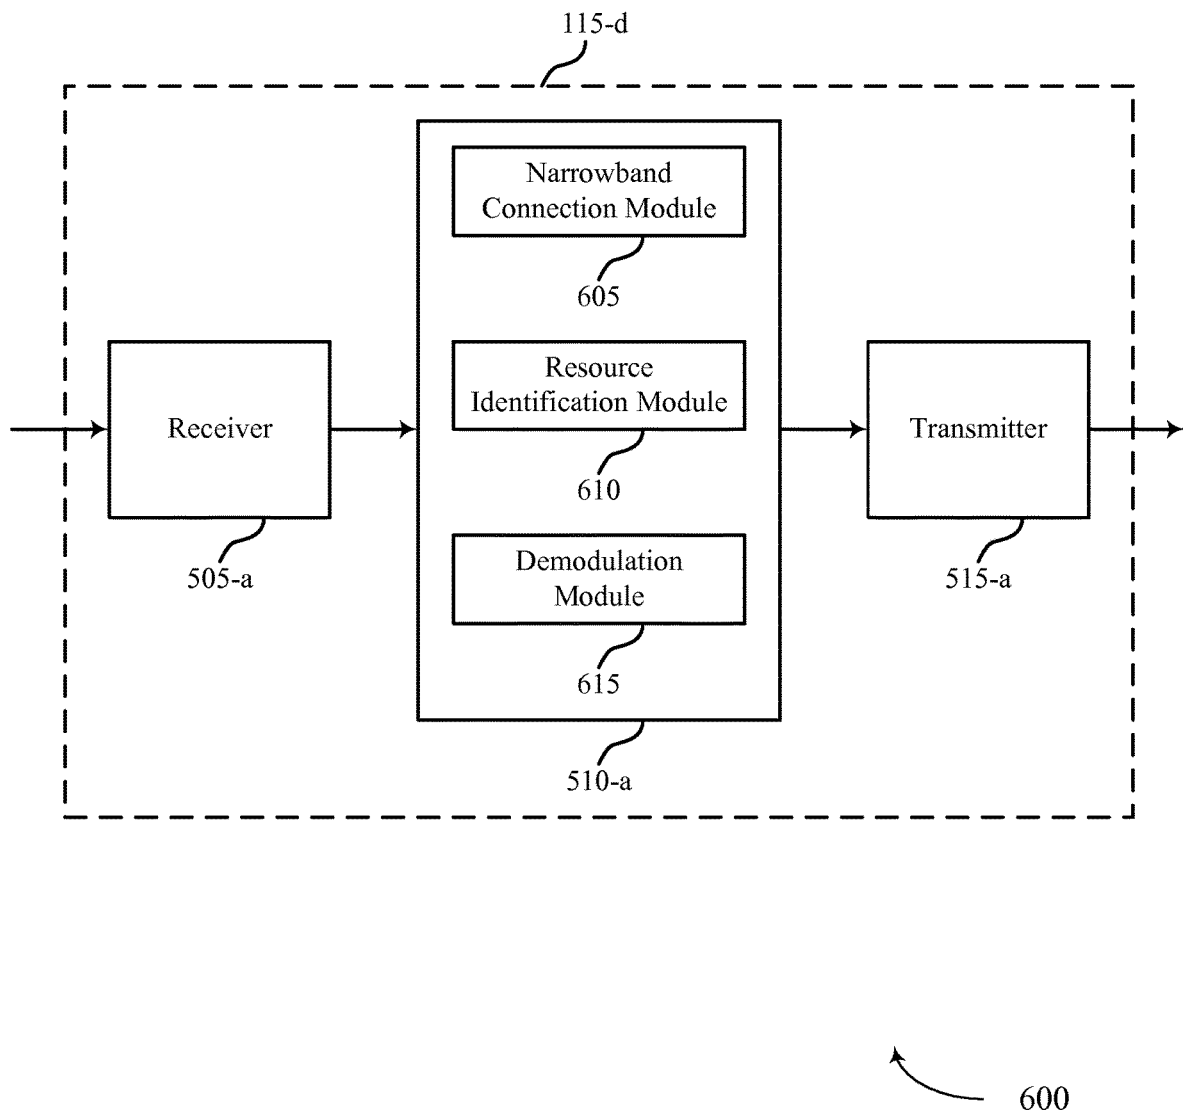 115-d
Narrowband
Connection Module
605
Receiver
505-a
Resource
Identification Module
610
Transmitter
515-a
Demodulation
Module
615
510-a
600